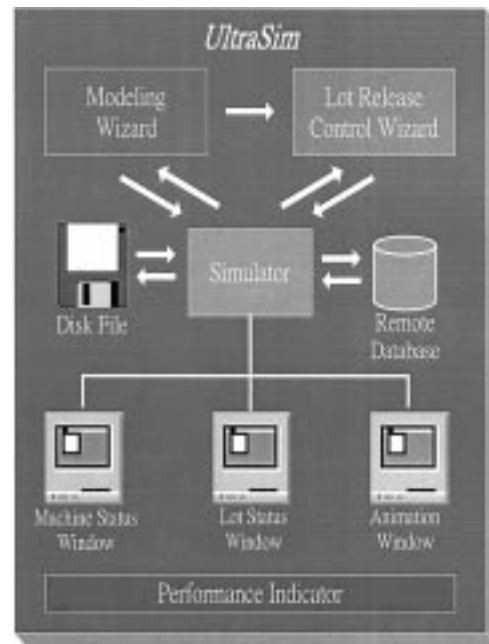 UltraSim
Modeling
Wizard
Lot Release
Control Wizard
Simulator
Disk File
Remote
Database
Machine Status
Window
Lot Status
Window
Animation
Window
Performance Indicator